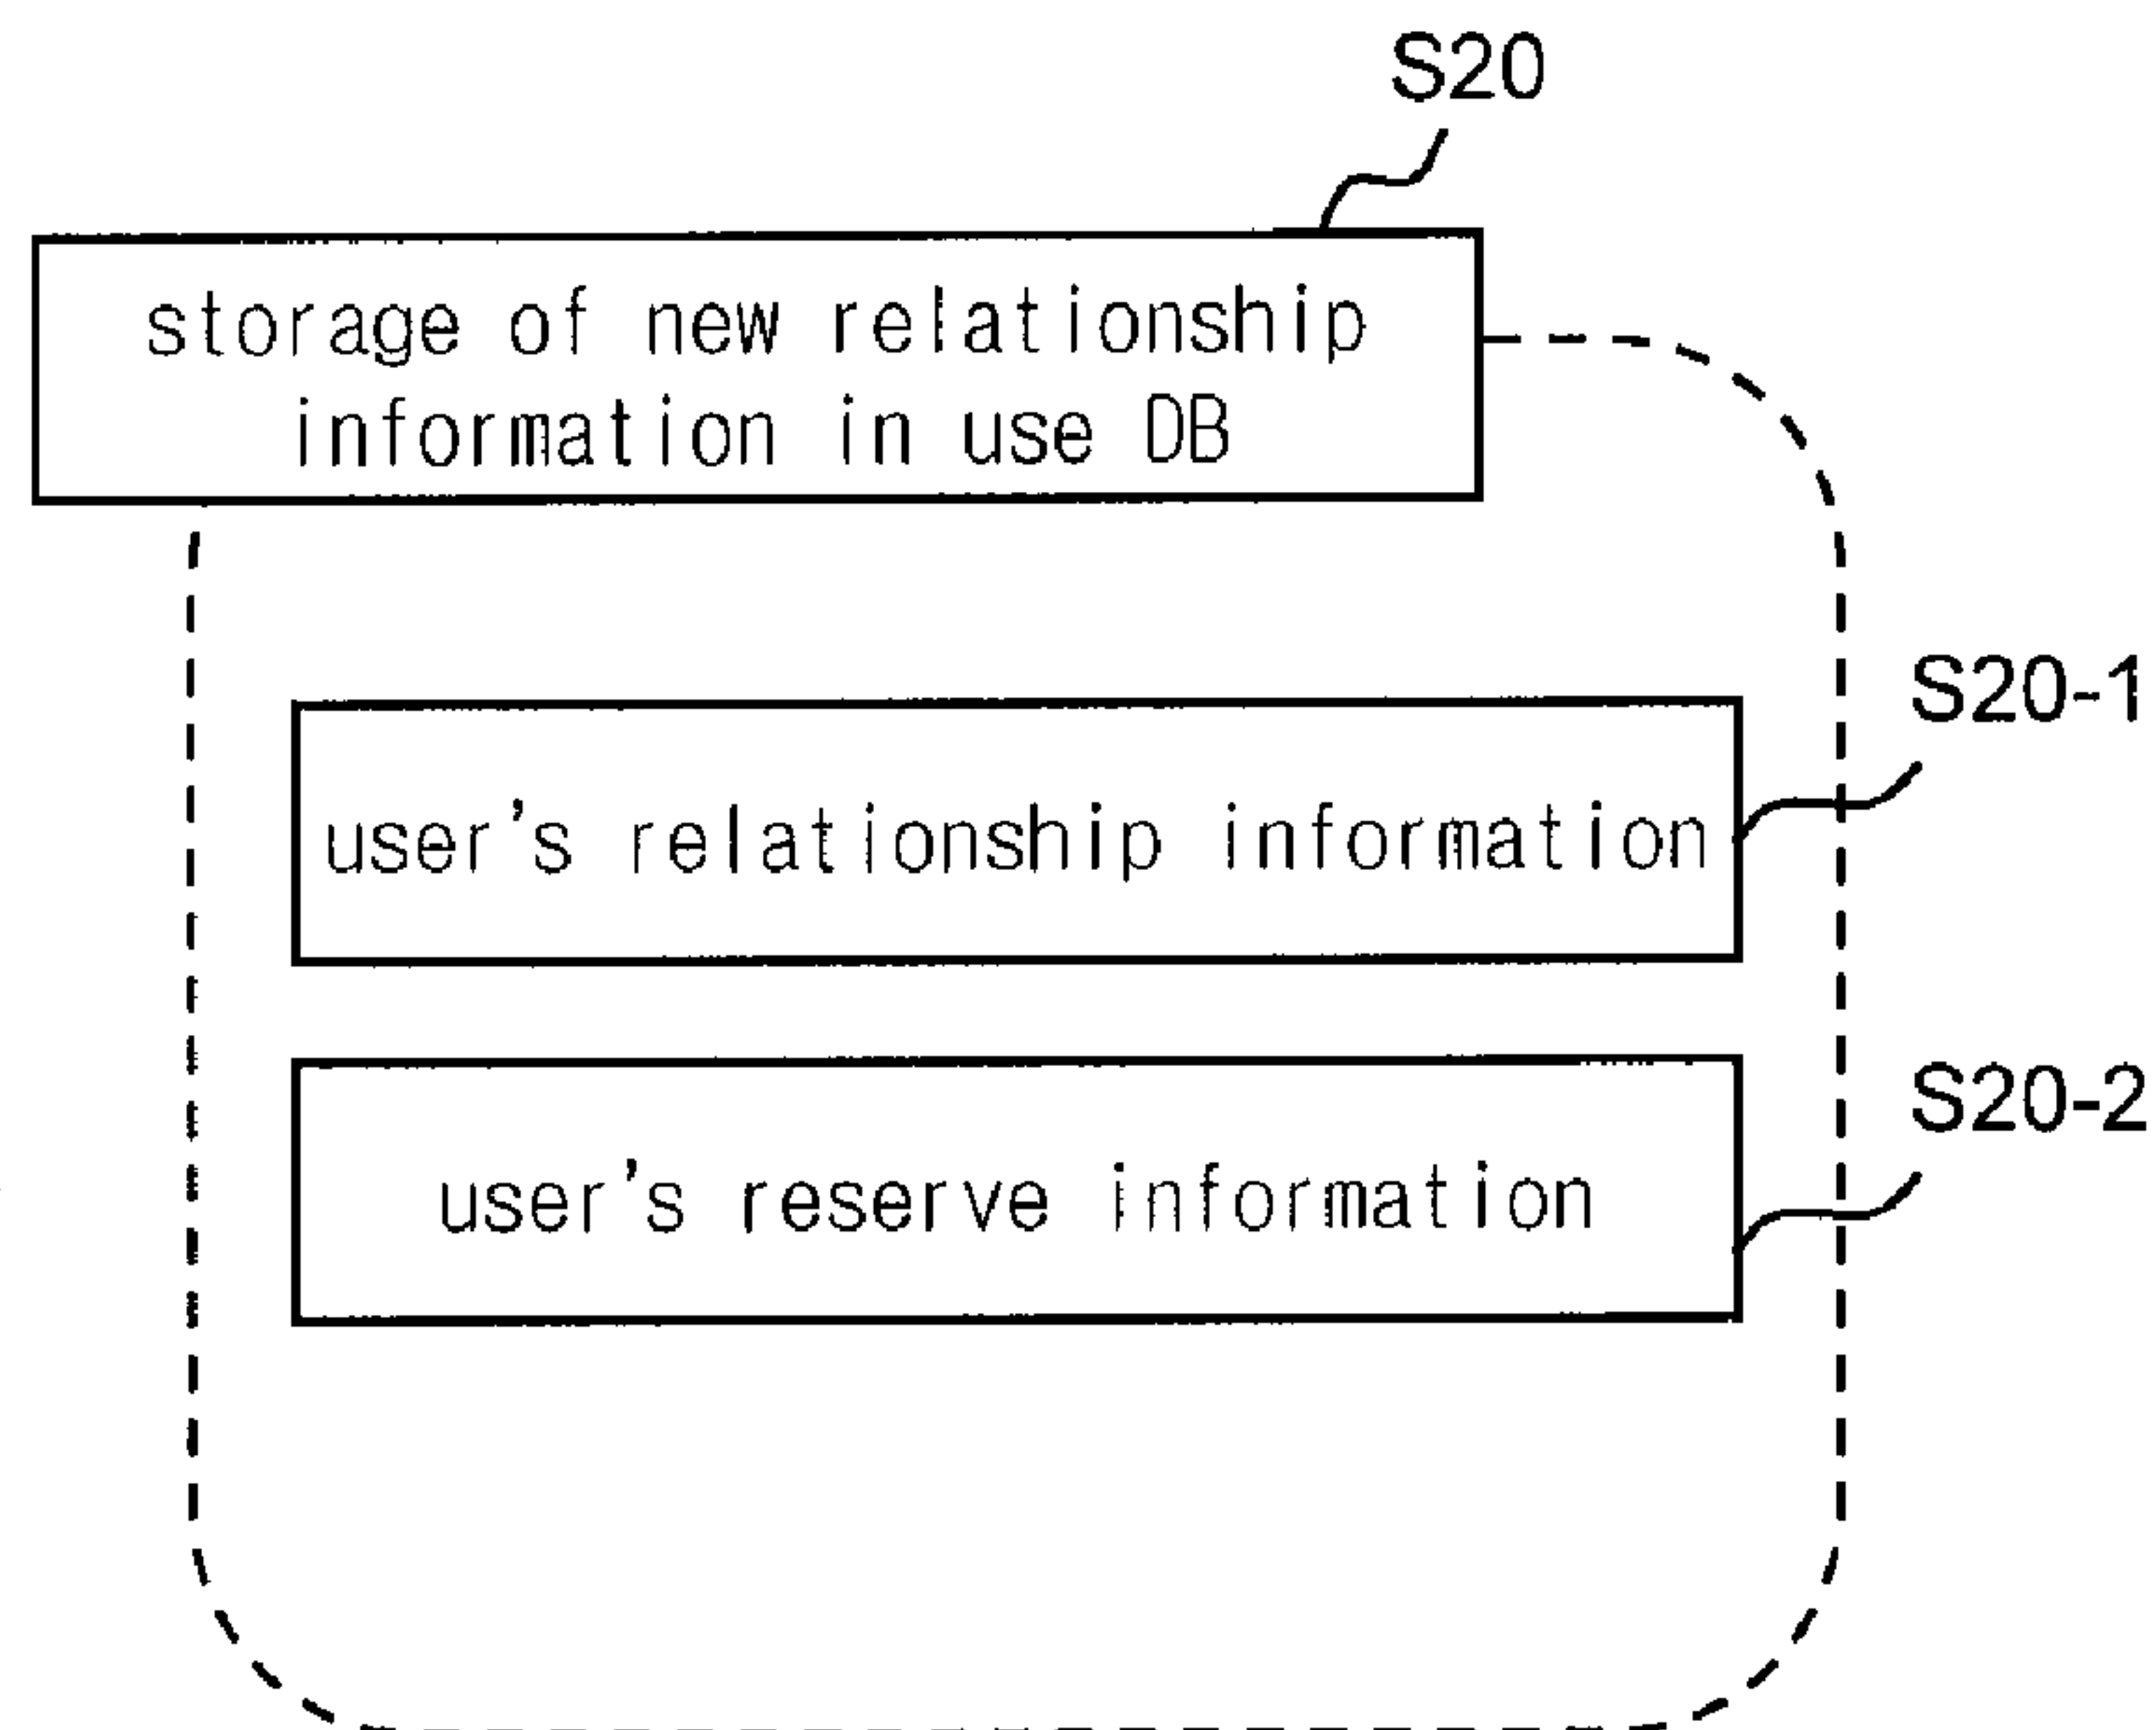 S20
storage of new relationship
information in use DB
S20-1
user's relationship information
S20-2
user's reserve information